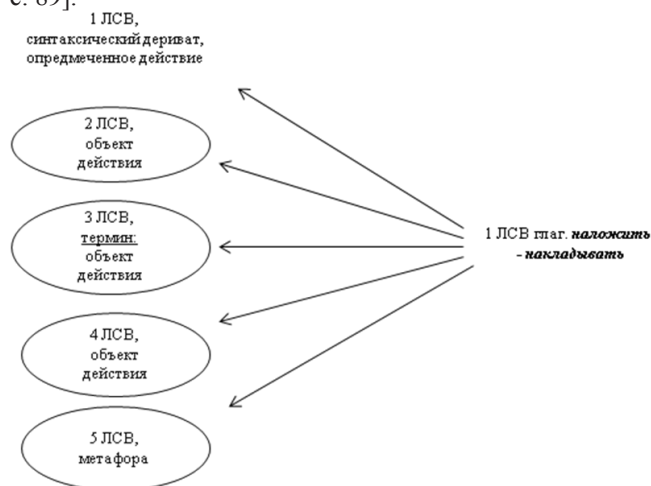 с. 89].
1 ЛСВ,
синтаксический дериват,
опредмеченное действие
2 ЛСВ,
объект
действия
3 ЛСВ,
термин:
объект
действия
1 ЛСВ глаг. наложить
- накладывать
4 ЛСВ,
объект
действия
5 ЛСВ,
метафора